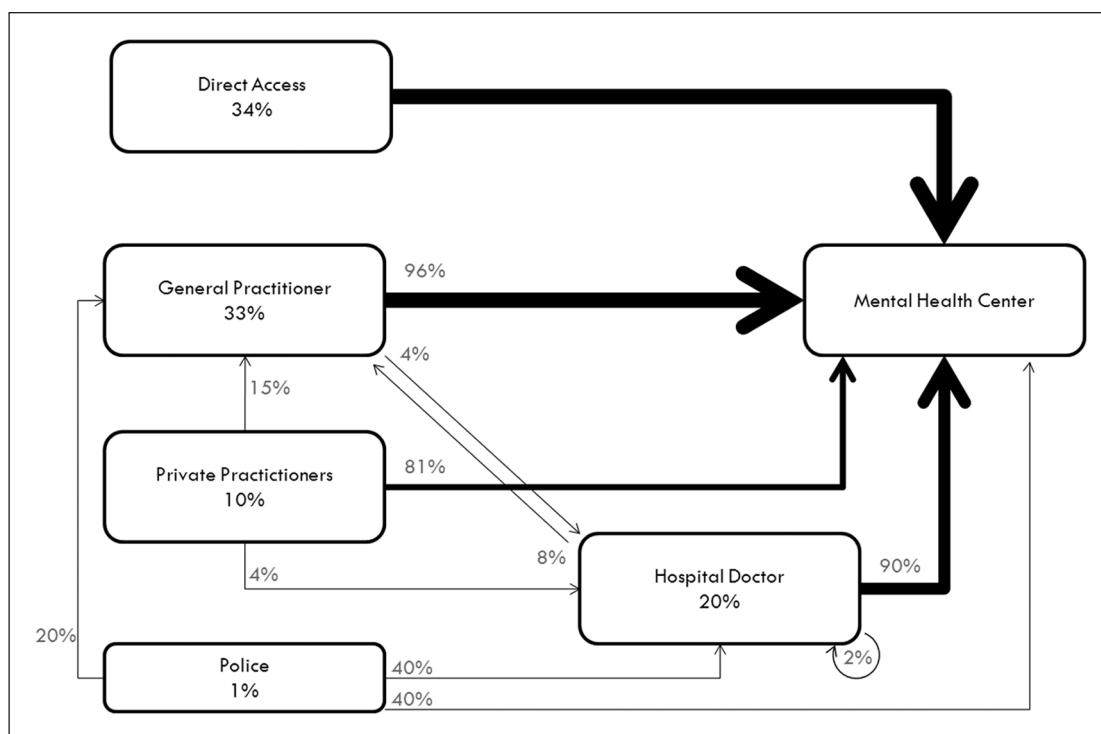 Direct Access
34%
General Practitioner
33%
96%
Mental Health Center
4%
15%
Private Practictioners
10%
81%
8%
4%
Hospital Doctor
20%
90%
2%
20%
Police
1%
40%
40%